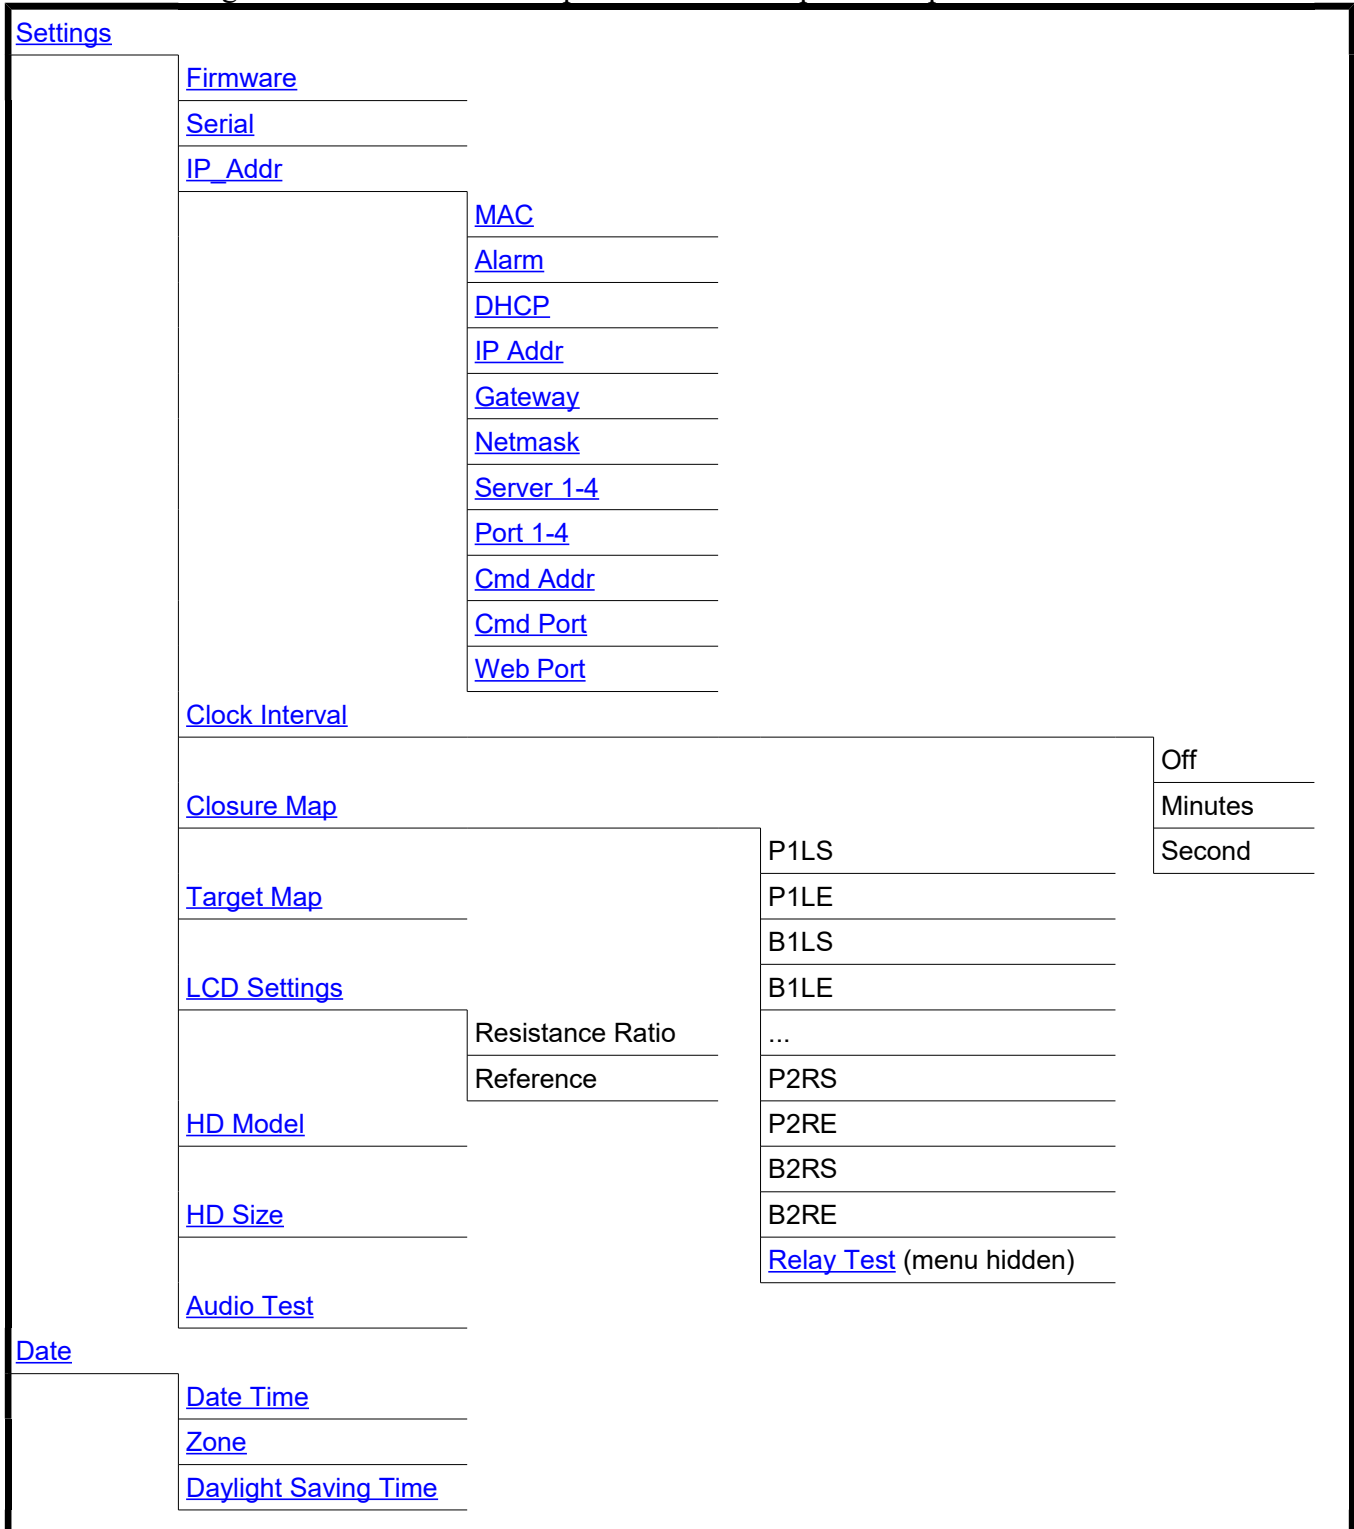 Settings
Firmware
Serial
IP_Addr
MAC
Alarm
DHCP
IP Addr
Gateway
Netmask
Server 1-4
Port 1-4
Cmd Addr
Cmd Port
Web Port
Clock Interval
Off
Closure Map
Minutes
P1LS
Second
Target Map
P1LE
B1LS
LCD Settings
B1LE
Resistance Ratio
...
Reference
P2RS
HD Model
P2RE
B2RS
HD Size
B2RE
Relay Test (menu hidden)
Audio Test
Date
Date Time
Zone
Daylight Saving Time